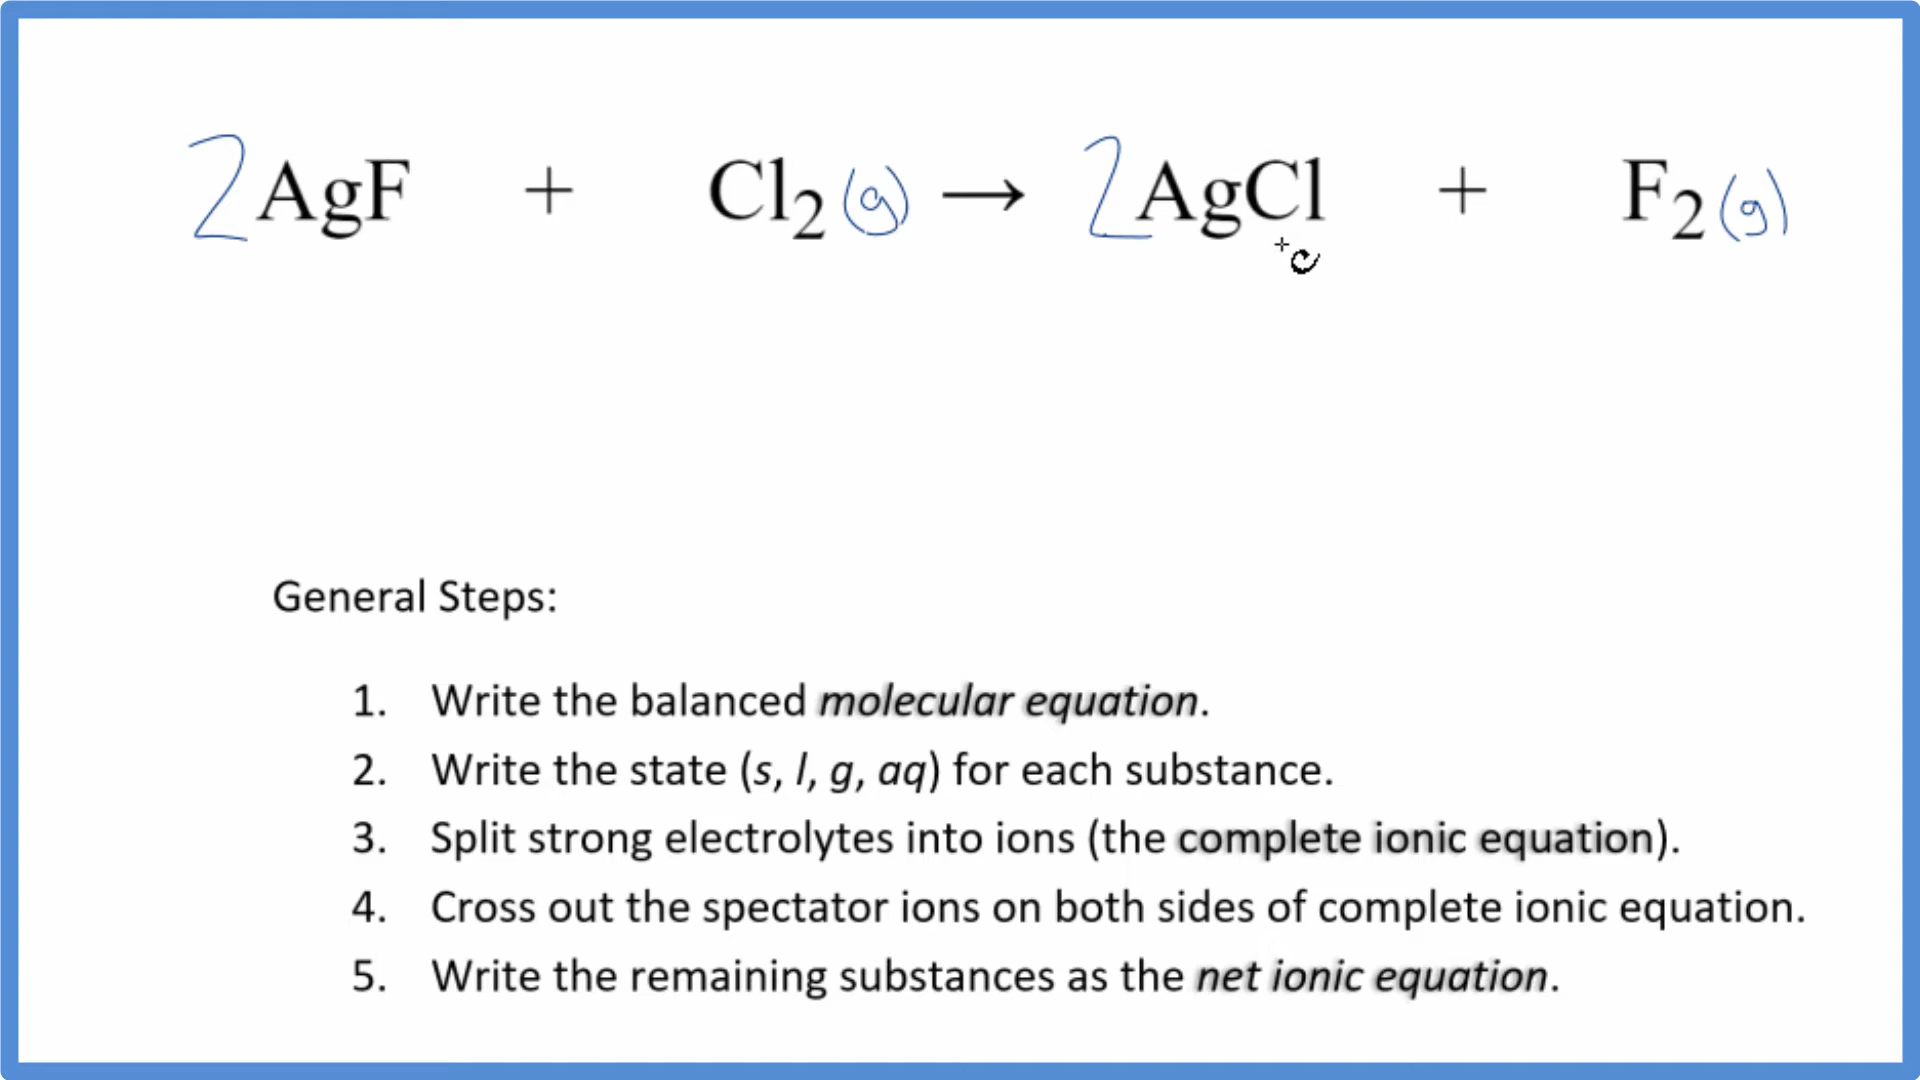 2AgF + Cl₂(g) → 2AgCl + F₂(g)
General Steps:
1. Write the balanced molecular equation.
2. Write the state (s, l, g, aq) for each substance.
3. Split strong electrolytes into ions (the complete ionic equation).
4. Cross out the spectator ions on both sides of complete ionic equation.
5. Write the remaining substances as the net ionic equation.